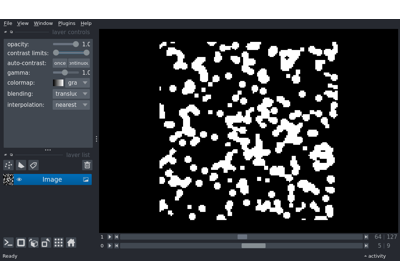 File View Window Plugins Help
layer controls
opacity: 1.0
contrast limits:
auto-contrast: once
gamma: 1.0
colormap: gra
blending: transluc
interpolation: nearest
layer list
Image
1 64 127
0 5 9
Ready
activity